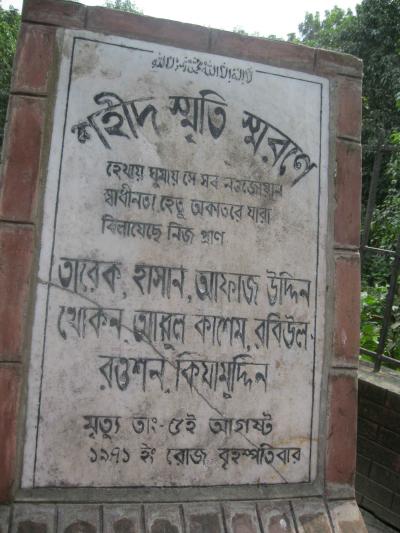 শহীদ স্মৃতি স্মরণে
হেথায় ঘুমায় সে সব নওজোয়ান
স্বাধীনতা হেতু অকাতরে যারা
বিলায়েছে নিজ প্রাণ
তারেক, হাসান, আফাজ উদ্দিন
খোকন, আবুল কাশেম, রবিউল-
রওশন, কিয়ামুদ্দিন
মৃত্যু তাং- ৫ই আগষ্ট
১৯৭১ ইং রোজ বৃহস্পতিবার